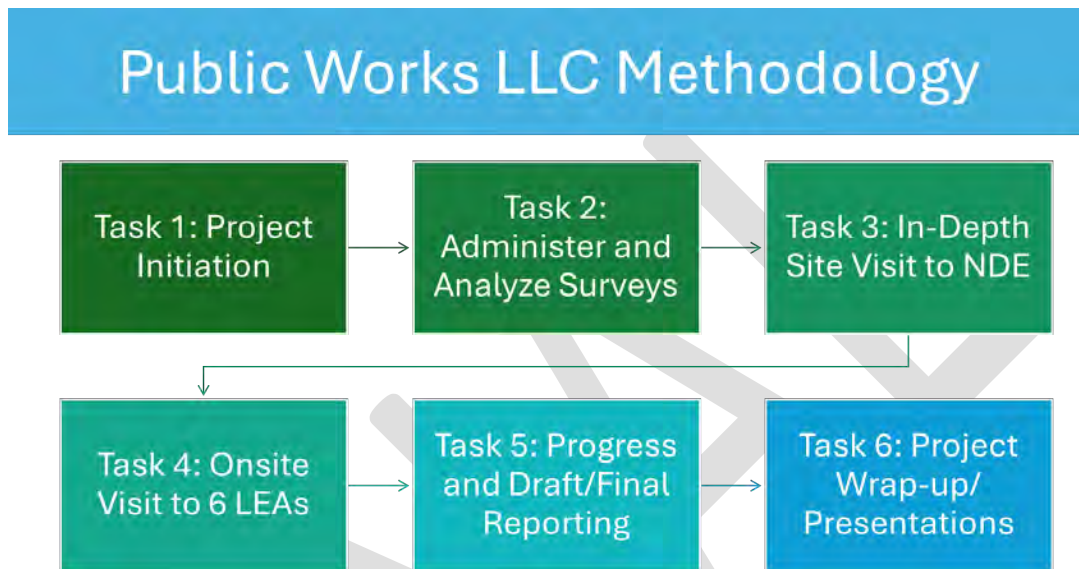 Public Works LLC Methodology
Task 1: Project
Initiation
Task 2:
Administer and
Analyze Surveys
Task 3: In-Depth
Site Visit to NDE
Task 4: Onsite
Visit to 6 LEAs
Task 5: Progress
and Draft/Final
Reporting
Task 6: Project
Wrap-up/
Presentations